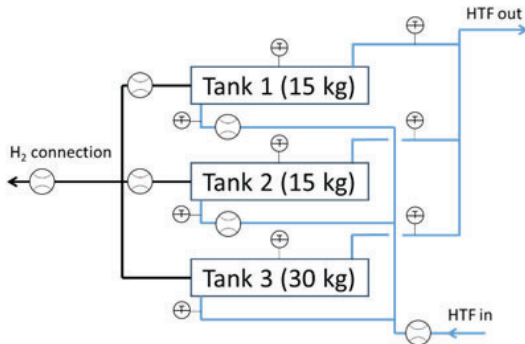 HTF out
T
T
Tank 1 (15 kg)
T
H₂ connection
T
T
Tank 2 (15 kg)
T
T
T
Tank 3 (30 kg)
T
HTF in